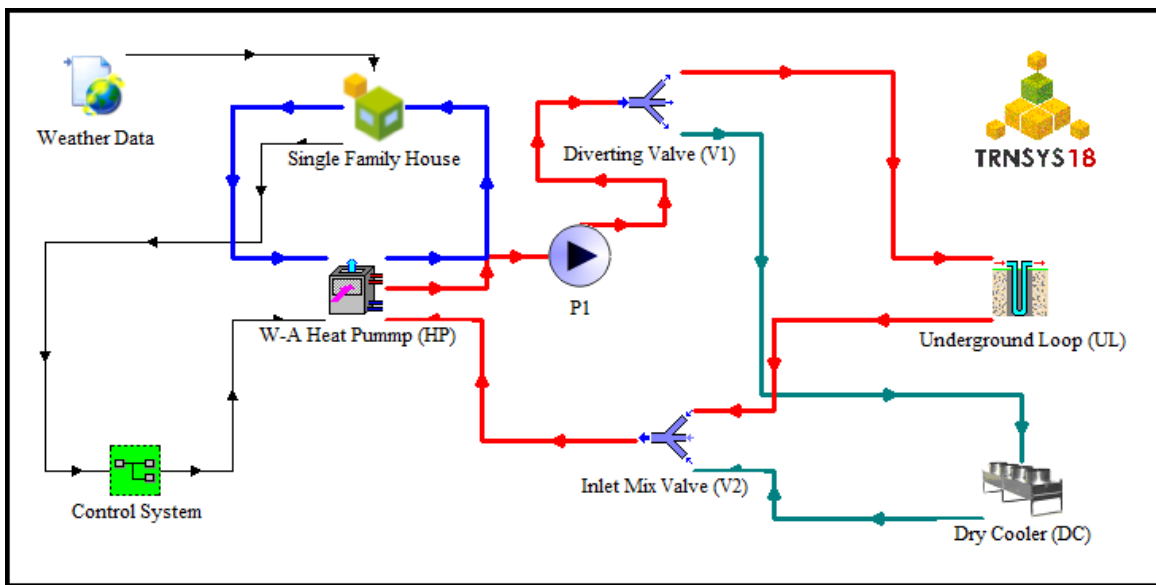 Weather Data
Single Family House
Diverting Valve (V1)
TRNSYS18
P1
W-A Heat Pummp (HP)
Underground Loop (UL)
Inlet Mix Valve (V2)
Control System
Dry Cooler (DC)